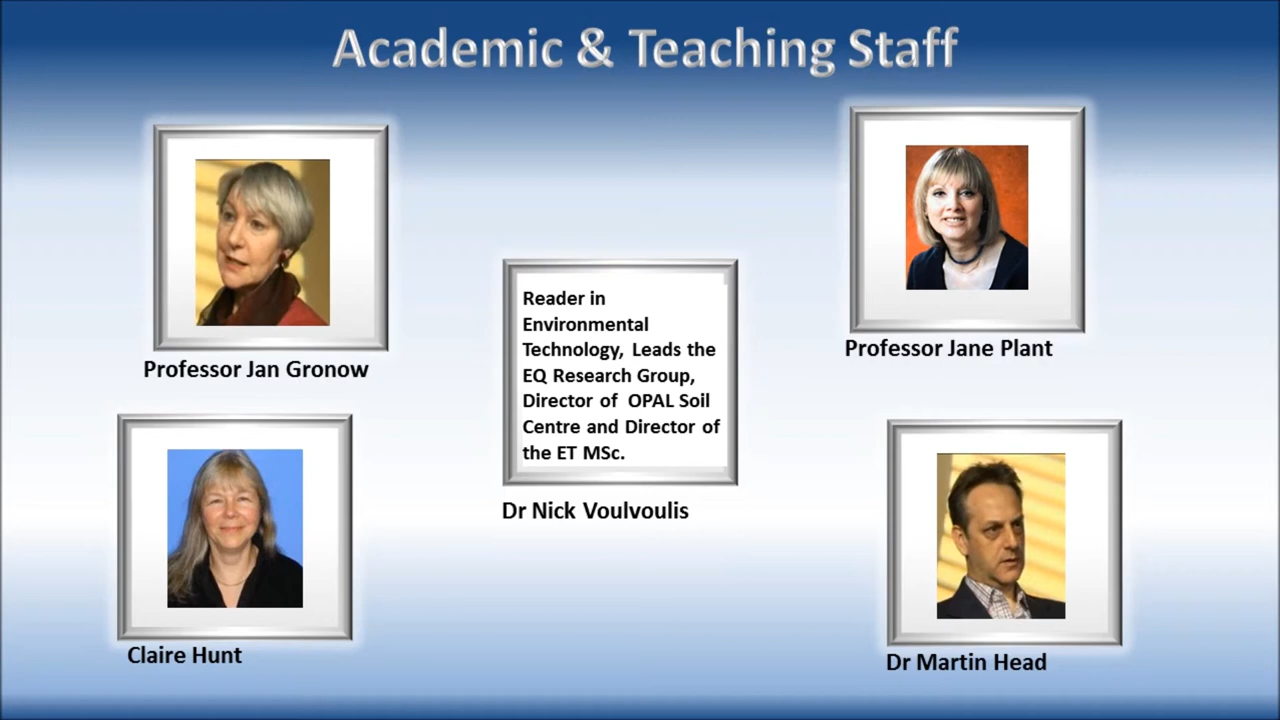 Academic & Teaching Staff
Professor Jan Gronow
Professor Jane Plant
Reader in
Environmental
Technology, Leads the
EQ Research Group,
Director of OPAL Soil
Centre and Director of
the ET MSc.
Dr Nick Voulvoulis
Claire Hunt
Dr Martin Head